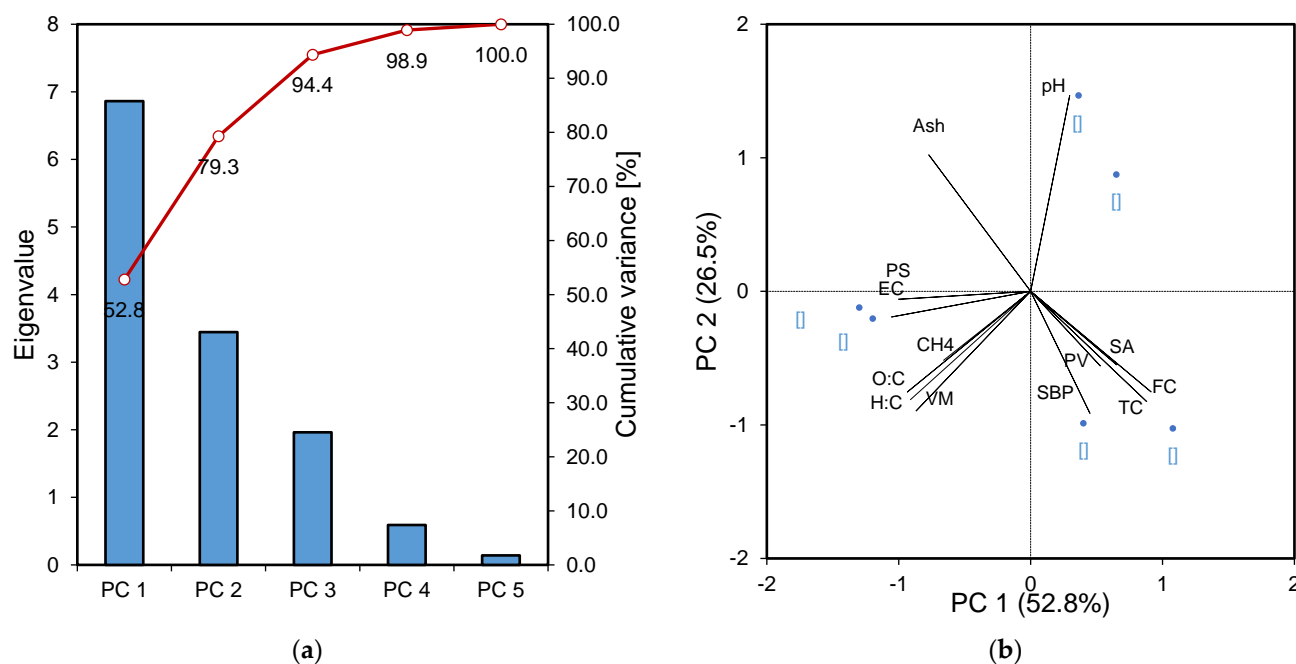 8
7
6
5
4
3
2
1
0
Eigenvalue
52.8
79.3
94.4
98.9
100.0
PC 1
PC 2
PC 3
PC 4
PC 5
100.0
90.0
80.0
70.0
60.0
50.0
40.0
30.0
20.0
10.0
0.0
Cumulative variance [%]
(a)
2
1
0
-1
-2
PC 2 (26.5%)
pH
[]
Ash
[]
PS
EC
[]
[]
CH4
PV
SA
O:C
H:C
VM
SBP
FC
TC
[]
[]
-2
-1
0
1
2
PC 1 (52.8%)
(b)